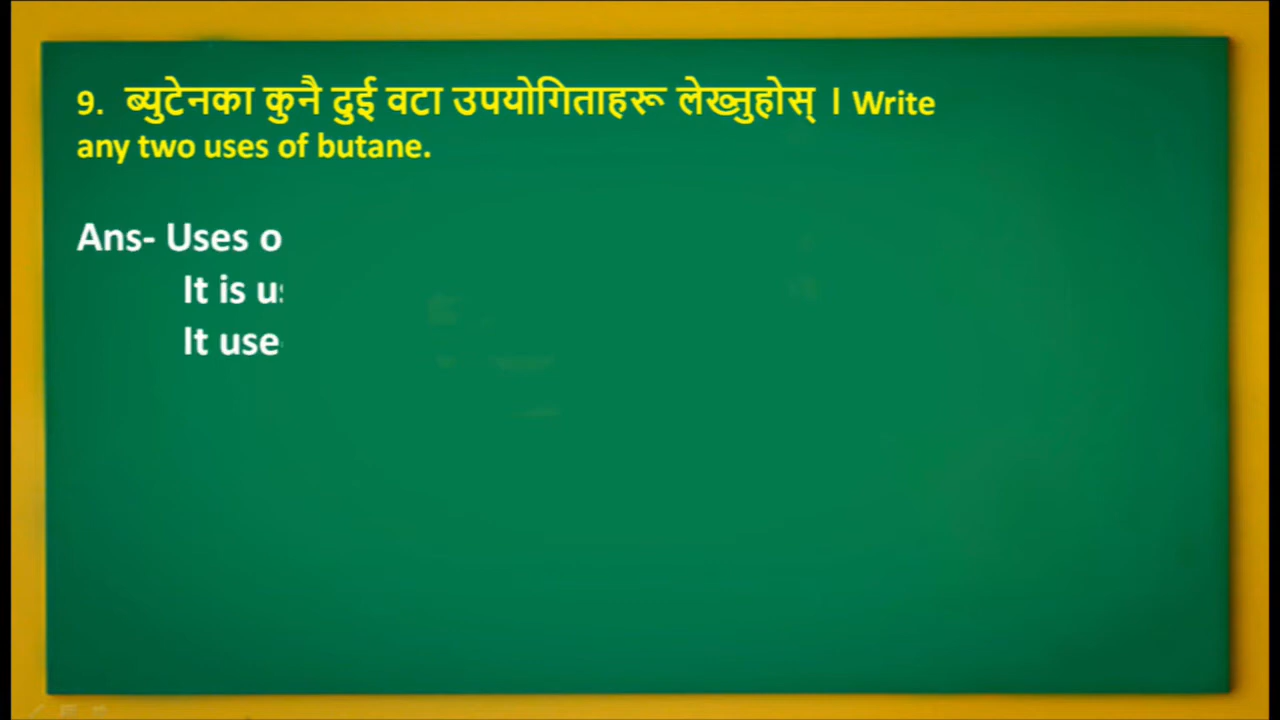 9. ब्युटेनका कुनै दुई वटा उपयोगिताहरू लेख्नुहोस् । Write
any two uses of butane.
Ans- Uses o
It is
It use